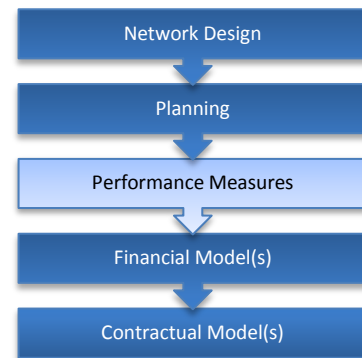 Network Design
Planning
Performance Measures
Financial Model(s)
Contractual Model(s)